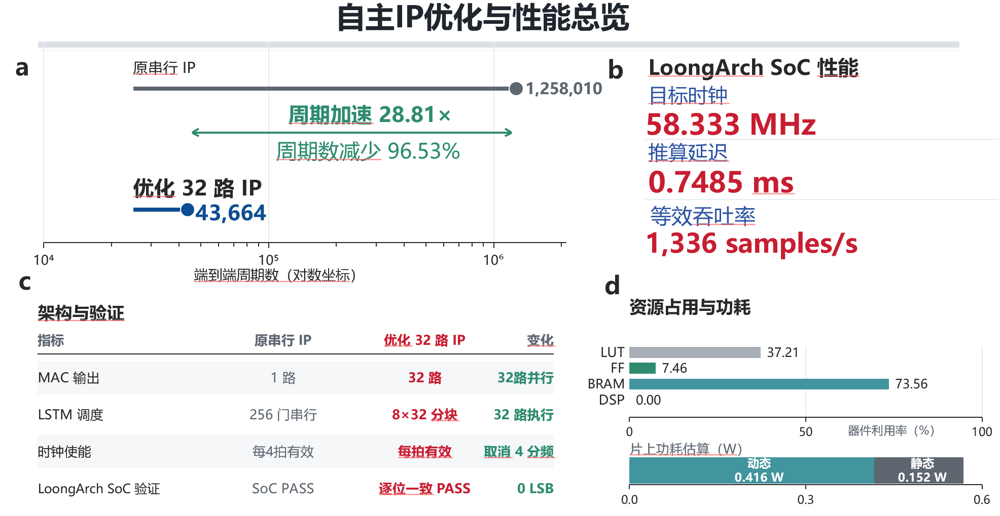 自主IP优化与性能总览
a
原串行 IP
1,258,010
周期加速 28.81×
周期数减少 96.53%
优化 32 路 IP
43,664
10⁴
10⁵
10⁶
端到端周期数（对数坐标）
b
LoongArch SoC 性能
目标时钟
58.333 MHz
推算延迟
0.7485 ms
等效吞吐率
1,336 samples/s
c
架构与验证
指标 原串行 IP 优化 32 路 IP 变化
MAC 输出 1 路 32 路 32路并行
LSTM 调度 256 门串行 8×32 分块 32 路执行
时钟使能 每4拍有效 每拍有效 取消 4 分频
LoongArch SoC 验证 SoC PASS 逐位一致 PASS 0 LSB
d
资源占用与功耗
LUT 37.21
FF 7.46
BRAM 73.56
DSP 0.00
0 50 器件利用率（%） 100
片上功耗估算（W）
动态 静态
0.416 W 0.152 W
0.0 0.3 0.6